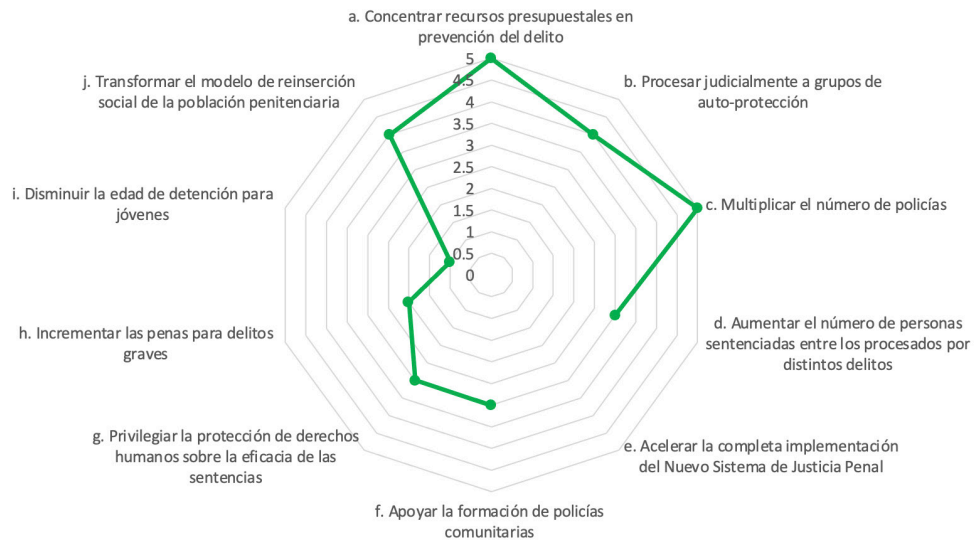 a. Concentrar recursos presupuestales en
prevención del delito
5
4.5
4
3.5
3
2.5
2
1.5
1
0.5
0
b. Procesar judicialmente a grupos de
auto-protección
c. Multiplicar el número de policías
d. Aumentar el número de personas
sentenciadas entre los procesados por
distintos delitos
e. Acelerar la completa implementación
del Nuevo Sistema de Justicia Penal
f. Apoyar la formación de policías
comunitarias
g. Privilegiar la protección de derechos
humanos sobre la eficacia de las
sentencias
h. Incrementar las penas para delitos
graves
i. Disminuir la edad de detención para
jóvenes
j. Transformar el modelo de reinserción
social de la población penitenciaria